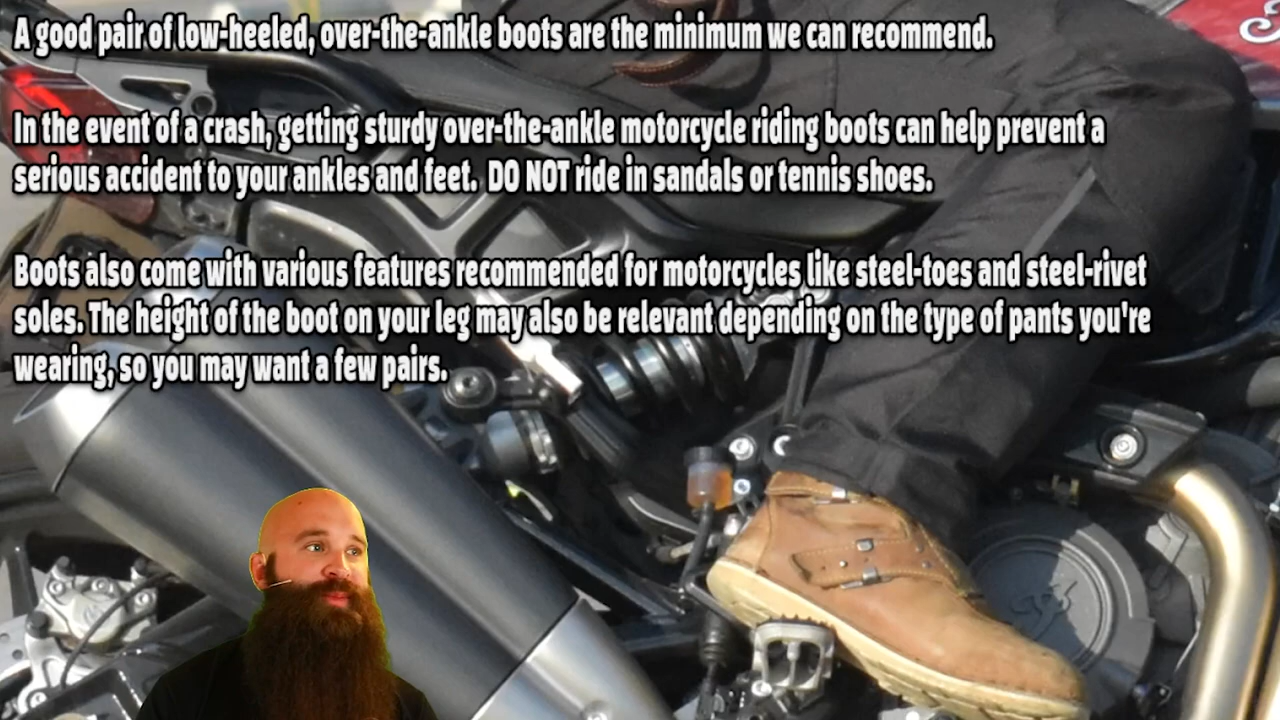 A good pair of low-heeled, over-the-ankle boots are the minimum we can recommend.
In the event of a crash, getting sturdy over-the-ankle motorcycle riding boots can help prevent a
serious accident to your ankles and feet.  DO NOT ride in sandals or tennis shoes.
Boots also come with various features recommended for motorcycles like steel-toes and steel-rivet
soles. The height of the boot on your leg may also be relevant depending on the type of pants you're
wearing, so you may want a few pairs.